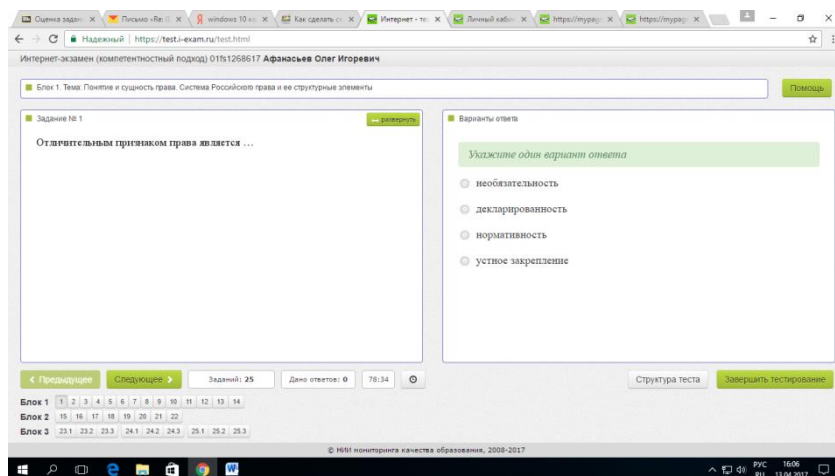 Оценка задан
Письмо «Re:
windows 10
Как сделать с
Интернет - те
Личный каби
https://mypag
https://mypag
Надежный | https://test.i-exam.ru/test.html
Интернет-экзамен (компетентностный подход) 01fs1268617 Афанасьев Олег Игоревич
Блок 1. Тема: Понятие и сущность права. Система Российского права и ее структурные элементы
Помощь
Задание № 1
развернуть
Отличительным признаком права является …
Варианты ответа
Укажите один вариант ответа
необязательность
декларированность
нормативность
устное закрепление
Предыдущее
Следующее
Заданий: 25
Дано ответов: 0
78:34
Структура теста
Завершить тестирование
Блок 1 1 2 3 4 5 6 7 8 9 10 11 12 13 14
Блок 2 15 16 17 18 19 20 21 22
Блок 3 23.1 23.2 23.3 24.1 24.2 24.3 25.1 25.2 25.3
© НИИ мониторинга качества образования, 2008-2017
РУС 16:06
RU 13.04.2017